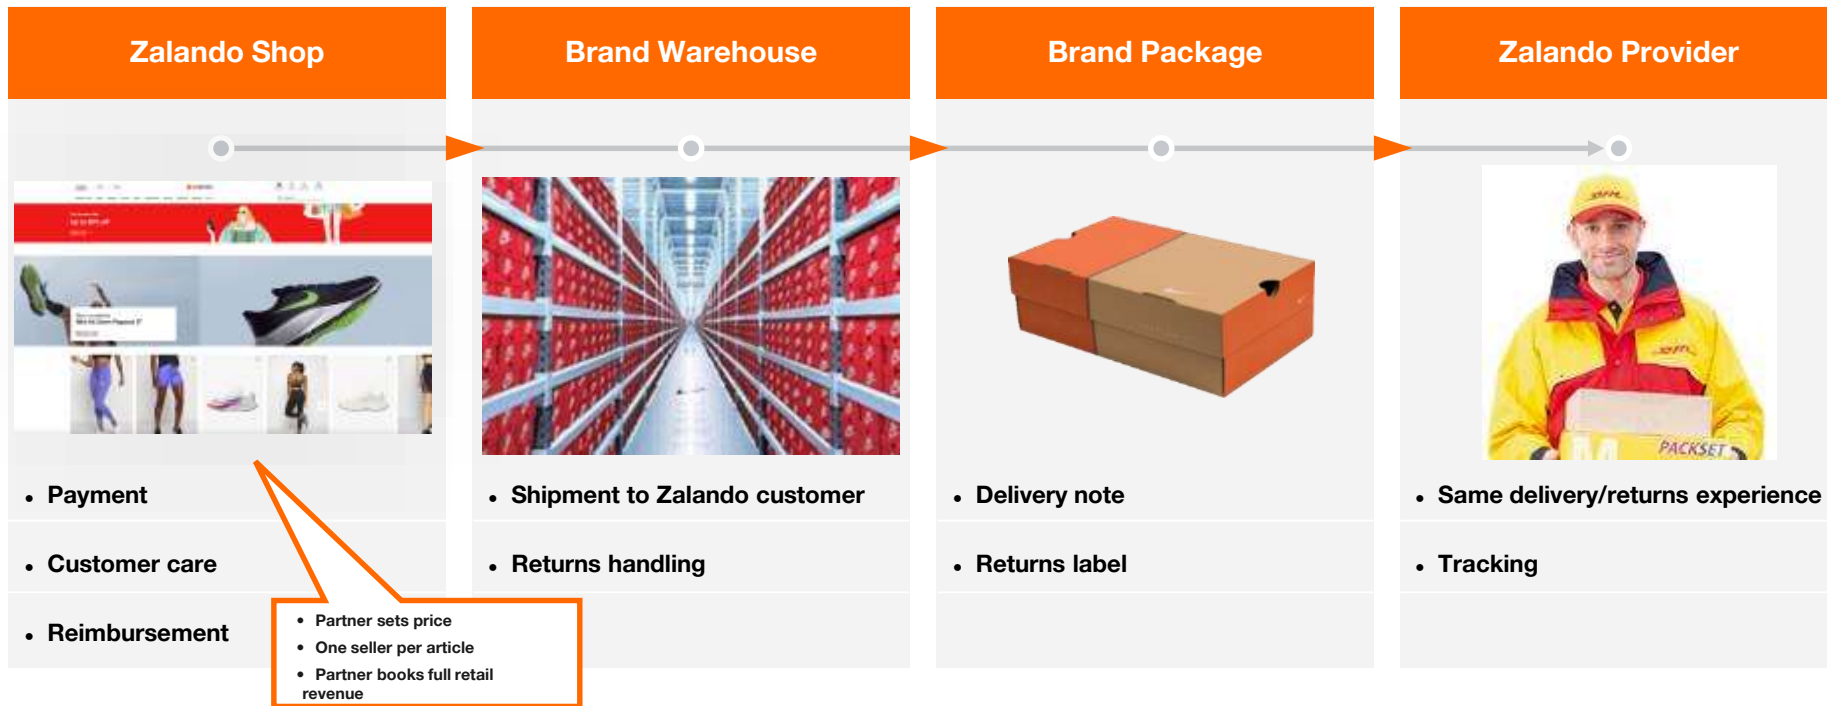 Zalando Shop
Brand Warehouse
Brand Package
Zalando Provider
PACKSET
• Payment
• Customer care
• Reimbursement
• Shipment to Zalando customer
• Returns handling
• Delivery note
• Returns label
• Same delivery/returns experience
• Tracking
• Partner sets price
• One seller per article
• Partner books full retail
revenue